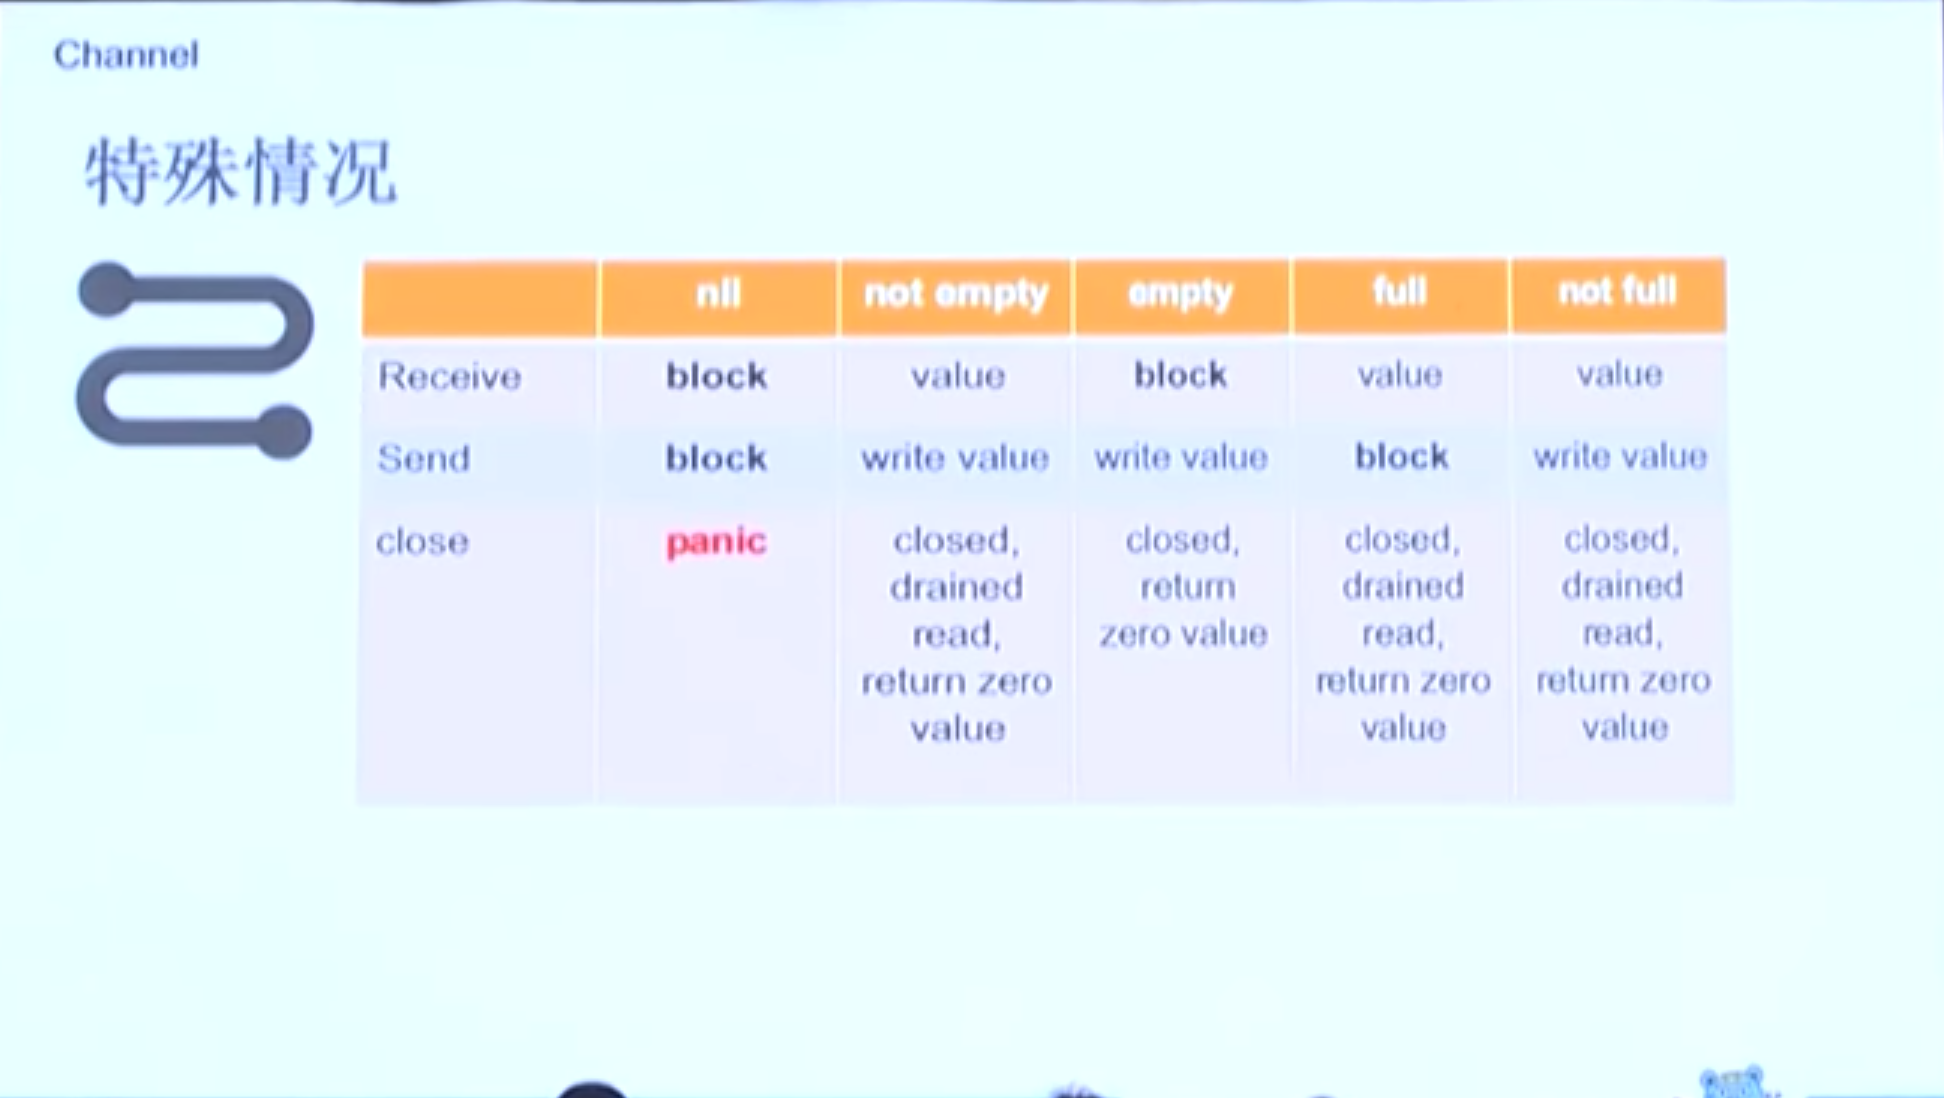 Channel
特殊情况
nil not empty empty full not full
Receive block value block value value
Send block write value write value block write value
close panic closed, closed, closed, closed,
drained return drained drained
read, zero value read, read,
return zero return zero return zero
value value value